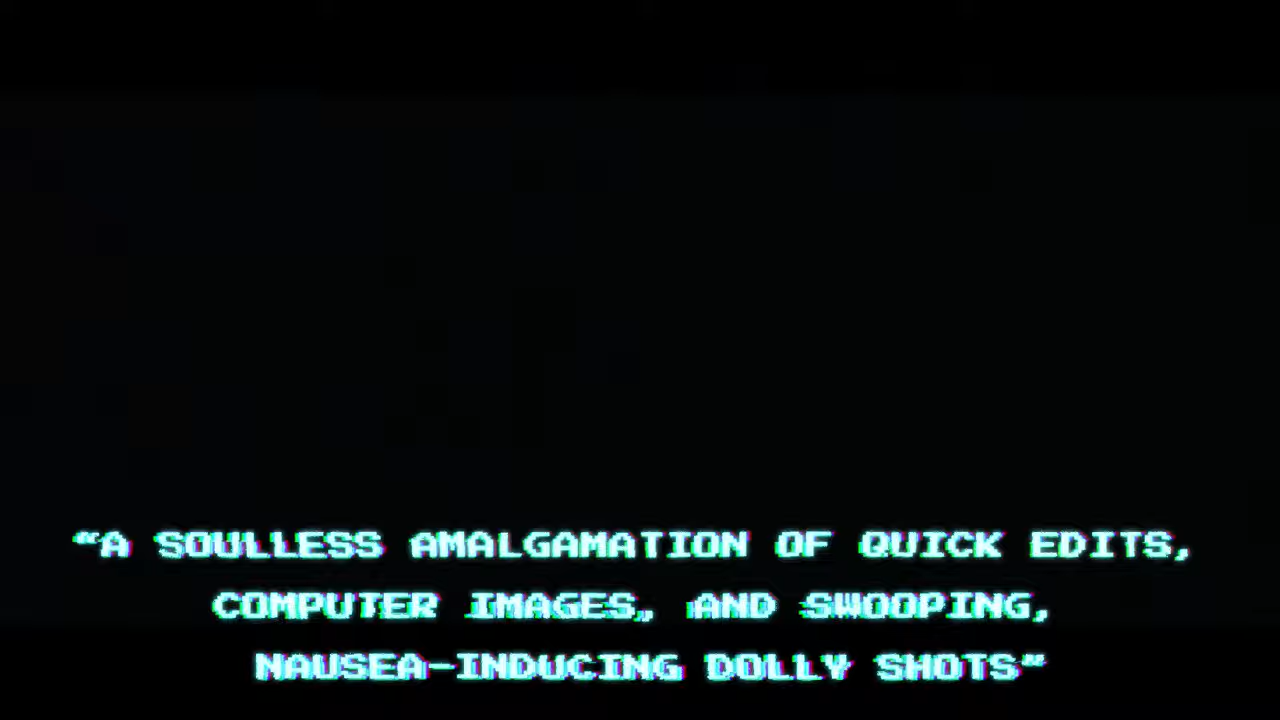 “A SOULLESS AMALGAMATION OF QUICK EDITS,
COMPUTER IMAGES, AND SWOOPING,
NAUSEA-INDUCING DOLLY SHOTS”